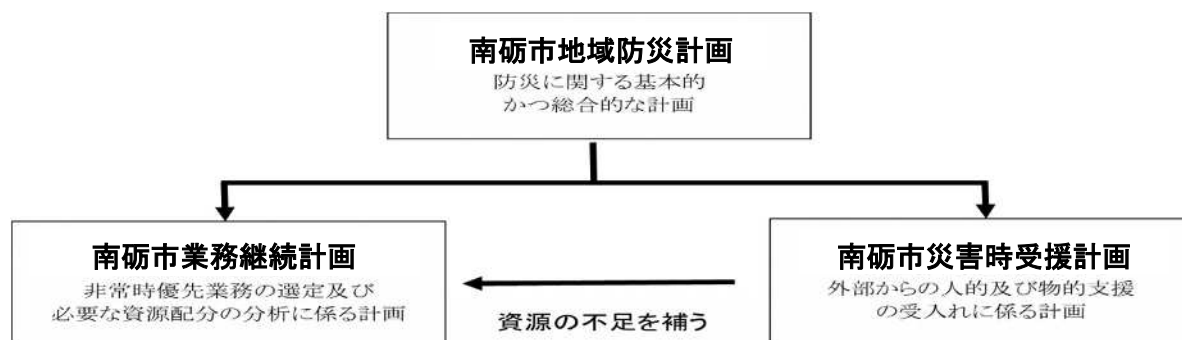 南砺市地域防災計画
防災に関する基本的
かつ総合的な計画
南砺市業務継続計画
非常時優先業務の選定及び
必要な資源配分の分析に係る計画
資源の不足を補う
南砺市災害時受援計画
外部からの人的及び物的支援
の受入れに係る計画